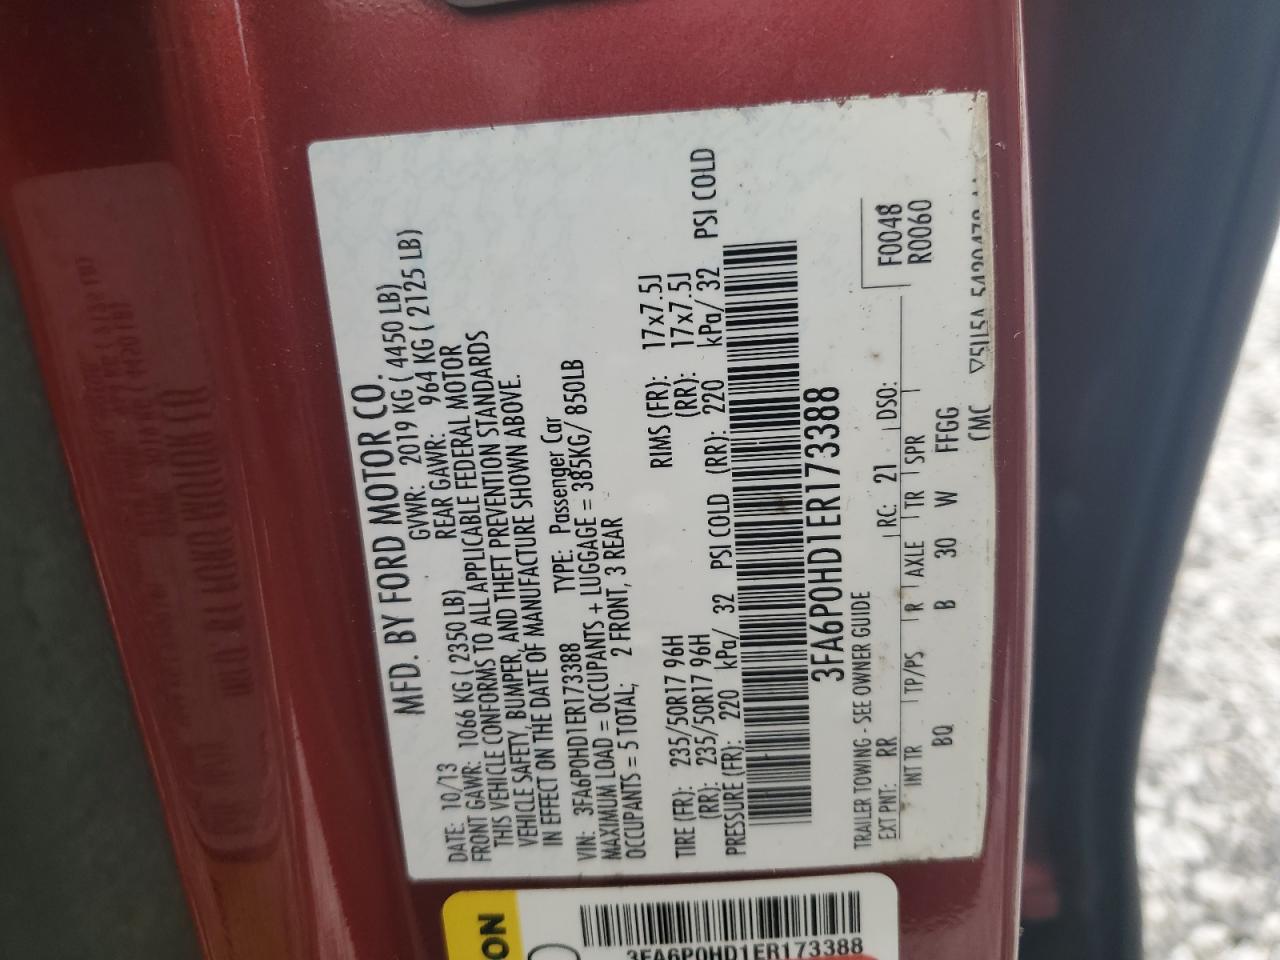 MFD. BY FORD MOTOR CO.
DATE: 10/13 GVWR: 2019 KG ( 4450 LB)
FRONT GAWR: 1066 KG ( 2350 LB) REAR GAWR: 964 KG ( 2125 LB)
THIS VEHICLE CONFORMS TO ALL APPLICABLE FEDERAL MOTOR
VEHICLE SAFETY, BUMPER, AND THEFT PREVENTION STANDARDS
IN EFFECT ON THE DATE OF MANUFACTURE SHOWN ABOVE.
VIN: 3FA6P0HD1ER173388 TYPE: Passenger Car
MAXIMUM LOAD = OCCUPANTS + LUGGAGE = 385KG/ 850LB
OCCUPANTS = 5 TOTAL; 2 FRONT, 3 REAR
TIRE (FR): 235/50R17 96H RIMS (FR): 17x7.5J
(RR): 235/50R17 96H (RR): 17x7.5J
PRESSURE (FR): 220 kPa/ 32 PSI COLD (RR): 220 kPa/ 32 PSI COLD
3FA6P0HD1ER173388
TRAILER TOWING - SEE OWNER GUIDE
F0048
R0060
EXT PNT: RR RC: 21 DSO:
INT TR TP/PS R AXLE TR SPR
BQ B 30 W FFGG
CMC
ON
3FA6P0HD1ER173388